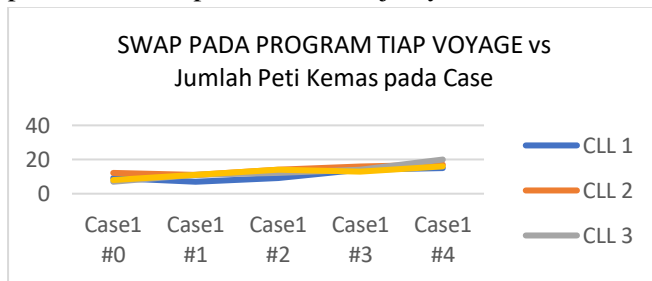 SWAP PADA PROGRAM TIAP VOYAGE vs
Jumlah Peti Kemas pada Case
40
20
0
Case1 Case1 Case1 Case1 Case1
#0 #1 #2 #3 #4
CLL 1
CLL 2
CLL 3